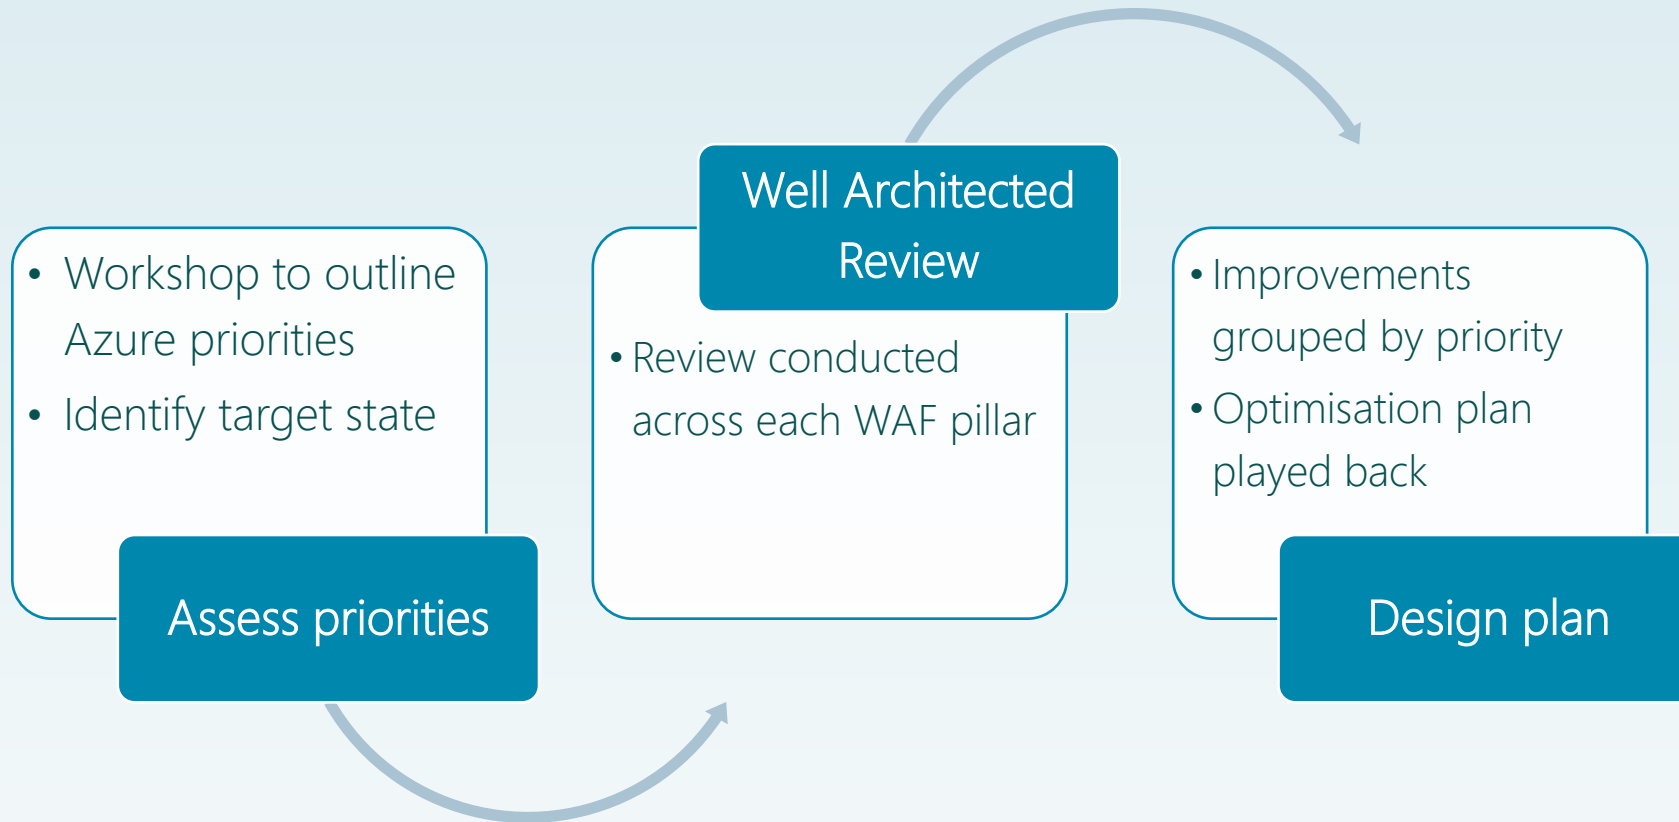 • Workshop to outline
Azure priorities
• Identify target state
Assess priorities
Well Architected
Review
• Review conducted
across each WAF pillar
• Improvements
grouped by priority
• Optimisation plan
played back
Design plan